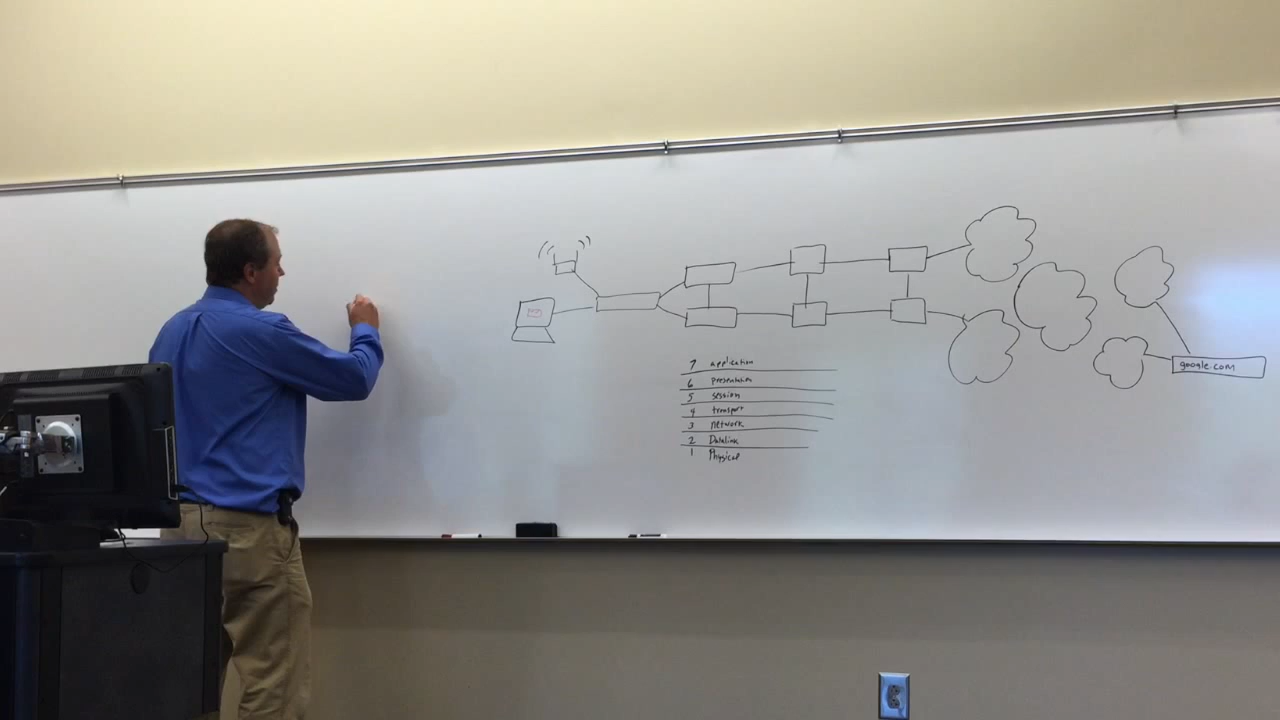 google.com
7 application
6 presentation
5 session
4 transport
3 network
2 Datalink
1 Physical